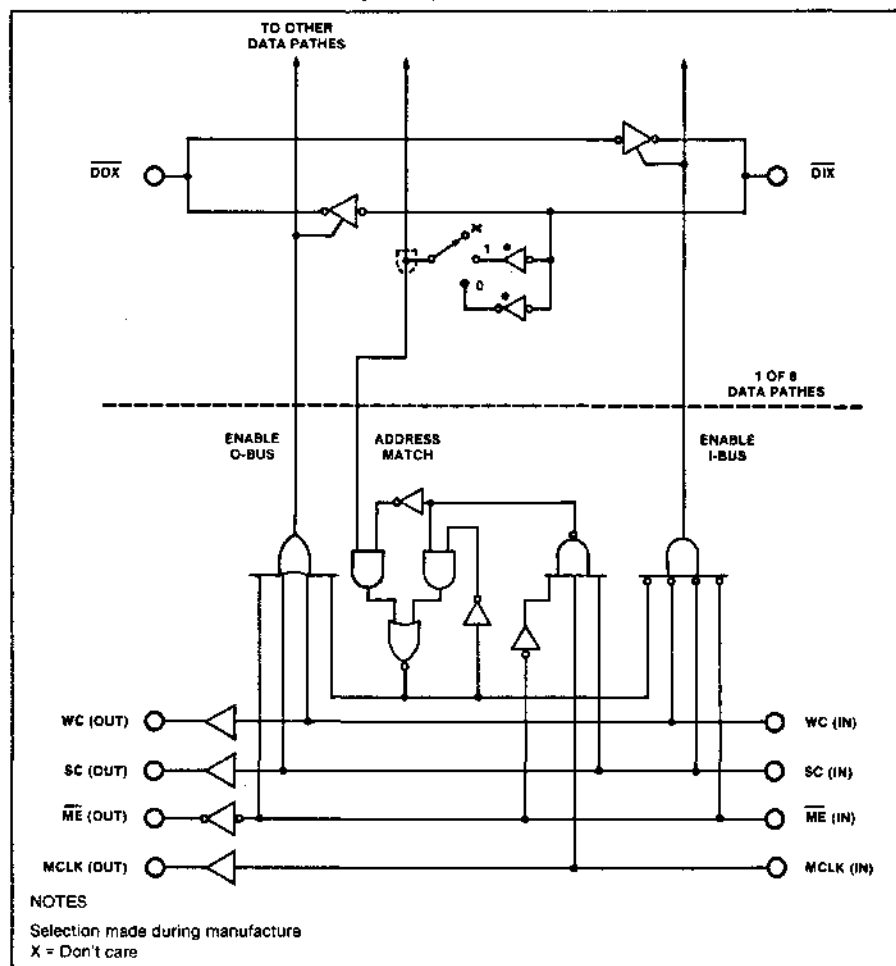 TO OTHER
DATA PATHES
DDX
DIX
X
1
*
0
*
1 OF 8
DATA PATHES
ENABLE
O-BUS
ADDRESS
MATCH
ENABLE
I-BUS
WC (OUT)
WC (IN)
SC (OUT)
SC (IN)
ME (OUT)
ME (IN)
MCLK (OUT)
MCLK (IN)
NOTES
Selection made during manufacture
X = Don't care